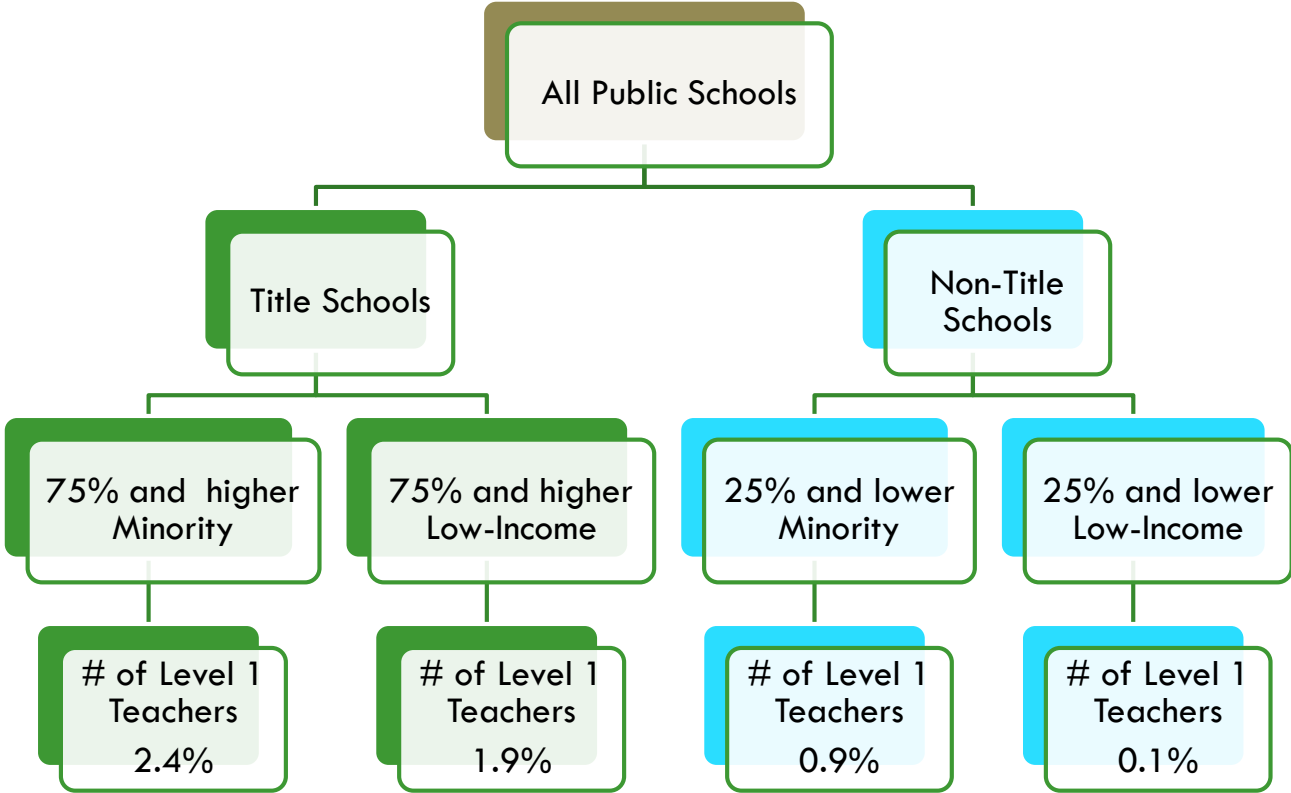 All Public Schools
Title Schools
Non-Title
Schools
75% and higher
Minority
75% and higher
Low-Income
25% and lower
Minority
25% and lower
Low-Income
# of Level 1
Teachers
2.4%
# of Level 1
Teachers
1.9%
# of Level 1
Teachers
0.9%
# of Level 1
Teachers
0.1%